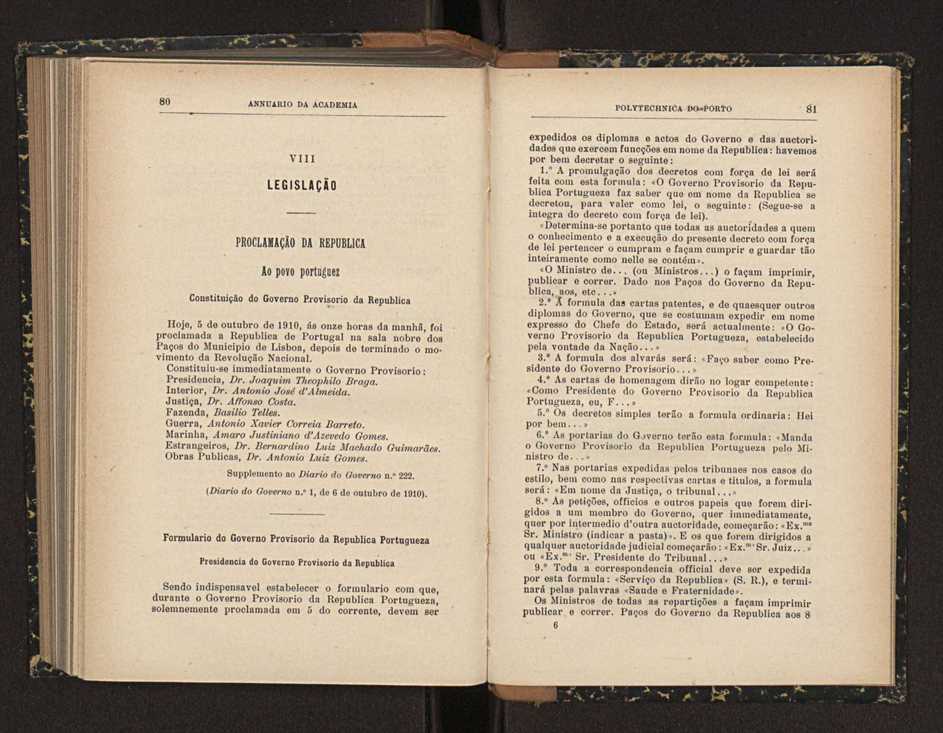 80
ANNUARIO DA ACADEMIA
VIII
LEGISLAÇÃO
PROCLAMAÇÃO DA REPUBLICA
Ao povo portuguez
Constituição do Governo Provisorio da Republica
Hoje, 5 de outubro de 1910, ás onze horas da manhã, foi
proclamada a Republica de Portugal na sala nobre dos
Paços do Municipio de Lisboa, depois de terminado o mo-
vimento da Revolução Nacional.
Constituiu-se immediatamente o Governo Provisorio:
Presidencia, Dr. Joaquim Theophilo Braga.
Interior, Dr. Antonio José d'Almeida.
Justiça, Dr. Affonso Costa.
Fazenda, Basilio Telles.
Guerra, Antonio Xavier Correia Barreto.
Marinha, Amaro Justiniano d'Azevedo Gomes.
Estrangeiros, Dr. Bernardino Luiz Machado Guimarães.
Obras Publicas, Dr. Antonio Luiz Gomes.
Supplemento ao Diario do Governo n.º 222.
(Diario do Governo n.º 1, de 6 de outubro de 1910).
Formulario do Governo Provisorio da Republica Portugueza
Presidencia do Governo Provisorio da Republica
Sendo indispensavel estabelecer o formulario com que,
durante o Governo Provisorio da Republica Portugueza,
solemnemente proclamada em 5 do corrente, devem ser
POLYTECHNICA DO PORTO
81
expedidos os diplomas e actos do Governo e das auctori-
dades que exercem funcções em nome da Republica: havemos
por bem decretar o seguinte:
1.º A promulgação dos decretos com força de lei será
feita com esta formula: «O Governo Provisorio da Repu-
blica Portugueza faz saber que em nome da Republica se
decretou, para valer como lei, o seguinte: (Segue-se a
integra do decreto com força de lei).
«Determina-se portanto que todas as auctoridades a quem
o conhecimento e a execução do presente decreto com força
de lei pertencer o cumpram e façam cumprir e guardar tão
inteiramente como nelle se contém».
«O Ministro de... (ou Ministros...) o façam imprimir,
publicar e correr. Dado nos Paços do Governo da Repu-
blica, aos, etc...»
2.º A formula das cartas patentes, e de quaesquer outros
diplomas do Governo, que se costumam expedir em nome
expresso do Chefe do Estado, será actualmente: «O Go-
verno Provisorio da Republica Portugueza, estabelecido
pela vontade da Nação...»
3.º A formula dos alvarás será: «Faço saber como Pre-
sidente do Governo Provisorio...»
4.º As cartas de homenagem dirão no logar competente:
«Como Presidente do Governo Provisorio da Republica
Portugueza, eu, F...»
5.º Os decretos simples terão a formula ordinaria: Hei
por bem...»
6.º As portarias do Governo terão esta formula: «Manda
o Governo Provisorio da Republica Portugueza pelo Mi-
nistro de...»
7.º Nas portarias expedidas pelos tribunaes nos casos do
estilo, bem como nas respectivas cartas e titulos, a formula
será: «Em nome da Justiça, o tribunal...»
8.º As petições, officios e outros papeis que forem diri-
gidos a um membro do Governo, quer immediatamente,
quer por intermedio d'outra auctoridade, começarão: «Ex.mo
Sr. Ministro (indicar a pasta)». E os que forem dirigidos a
qualquer auctoridade judicial começarão: «Ex.mo Sr. Juiz...»
ou «Ex.mo Sr. Presidente do Tribunal...»
9.º Toda a correspondencia official deve ser expedida
por esta formula: «Serviço da Republica» (S. R.), e termi-
nará pelas palavras «Saude e Fraternidade».
Os Ministros de todas as repartições a façam imprimir
publicar e correr. Paços do Governo da Republica aos 8
6